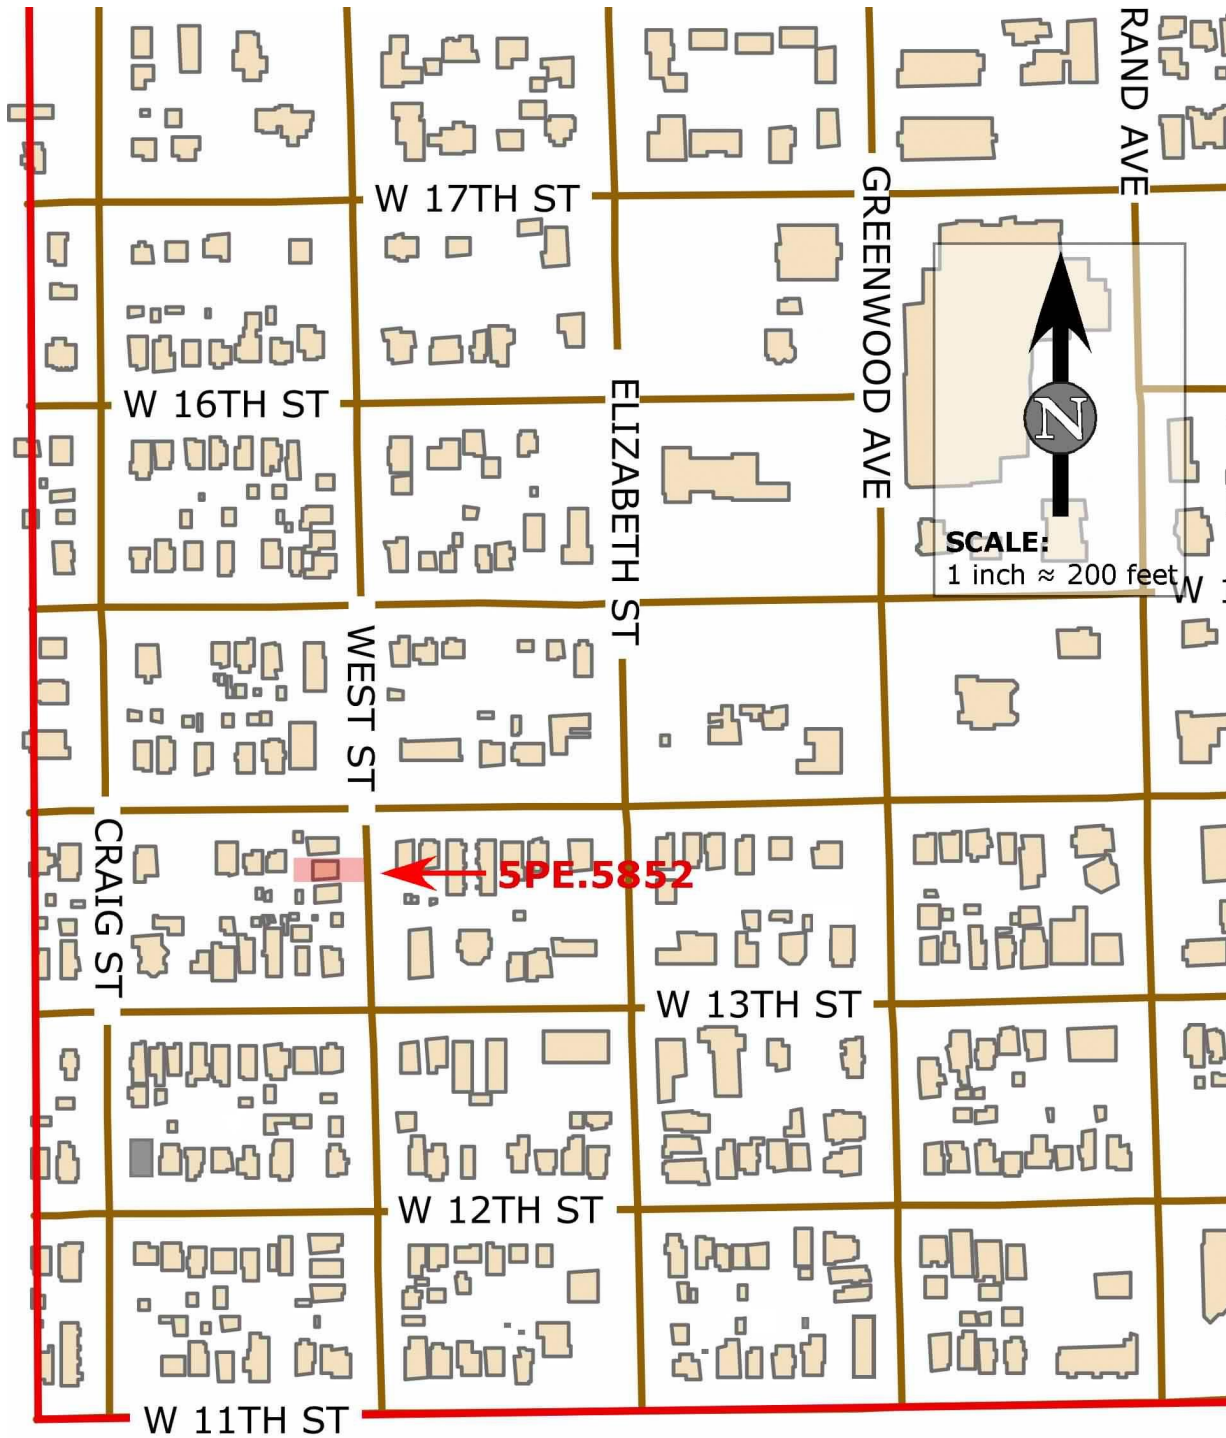 RAND AVE
W 17TH ST
GREENWOOD AVE
W 16TH ST
ELIZABETH ST
N
SCALE:
1 inch ≈ 200 feet
W 1
WEST ST
CRAIG ST
5PE.5852
W 13TH ST
W 12TH ST
W 11TH ST